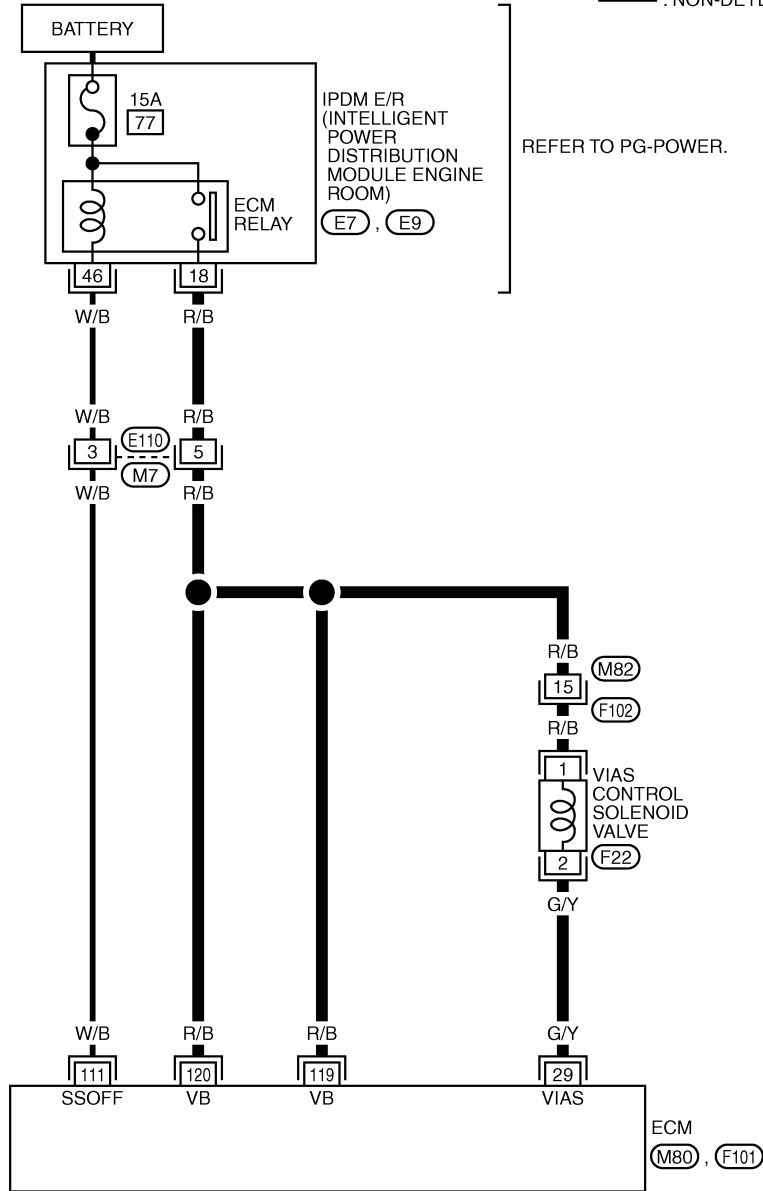 : NON-DETE
BATTERY
15A
77
IPDM E/R
(INTELLIGENT
POWER
DISTRIBUTION
MODULE ENGINE
ROOM)
E7 , E9
REFER TO PG-POWER.
ECM
RELAY
46 18
W/B R/B
W/B R/B
3 E110 5
M7
W/B R/B
R/B
M82
15
F102
R/B
1
VIAS
CONTROL
SOLENOID
VALVE
2
F22
G/Y
W/B R/B R/B G/Y
111 120 119 29
SSOFF VB VB VIAS
ECM
M80 , F101